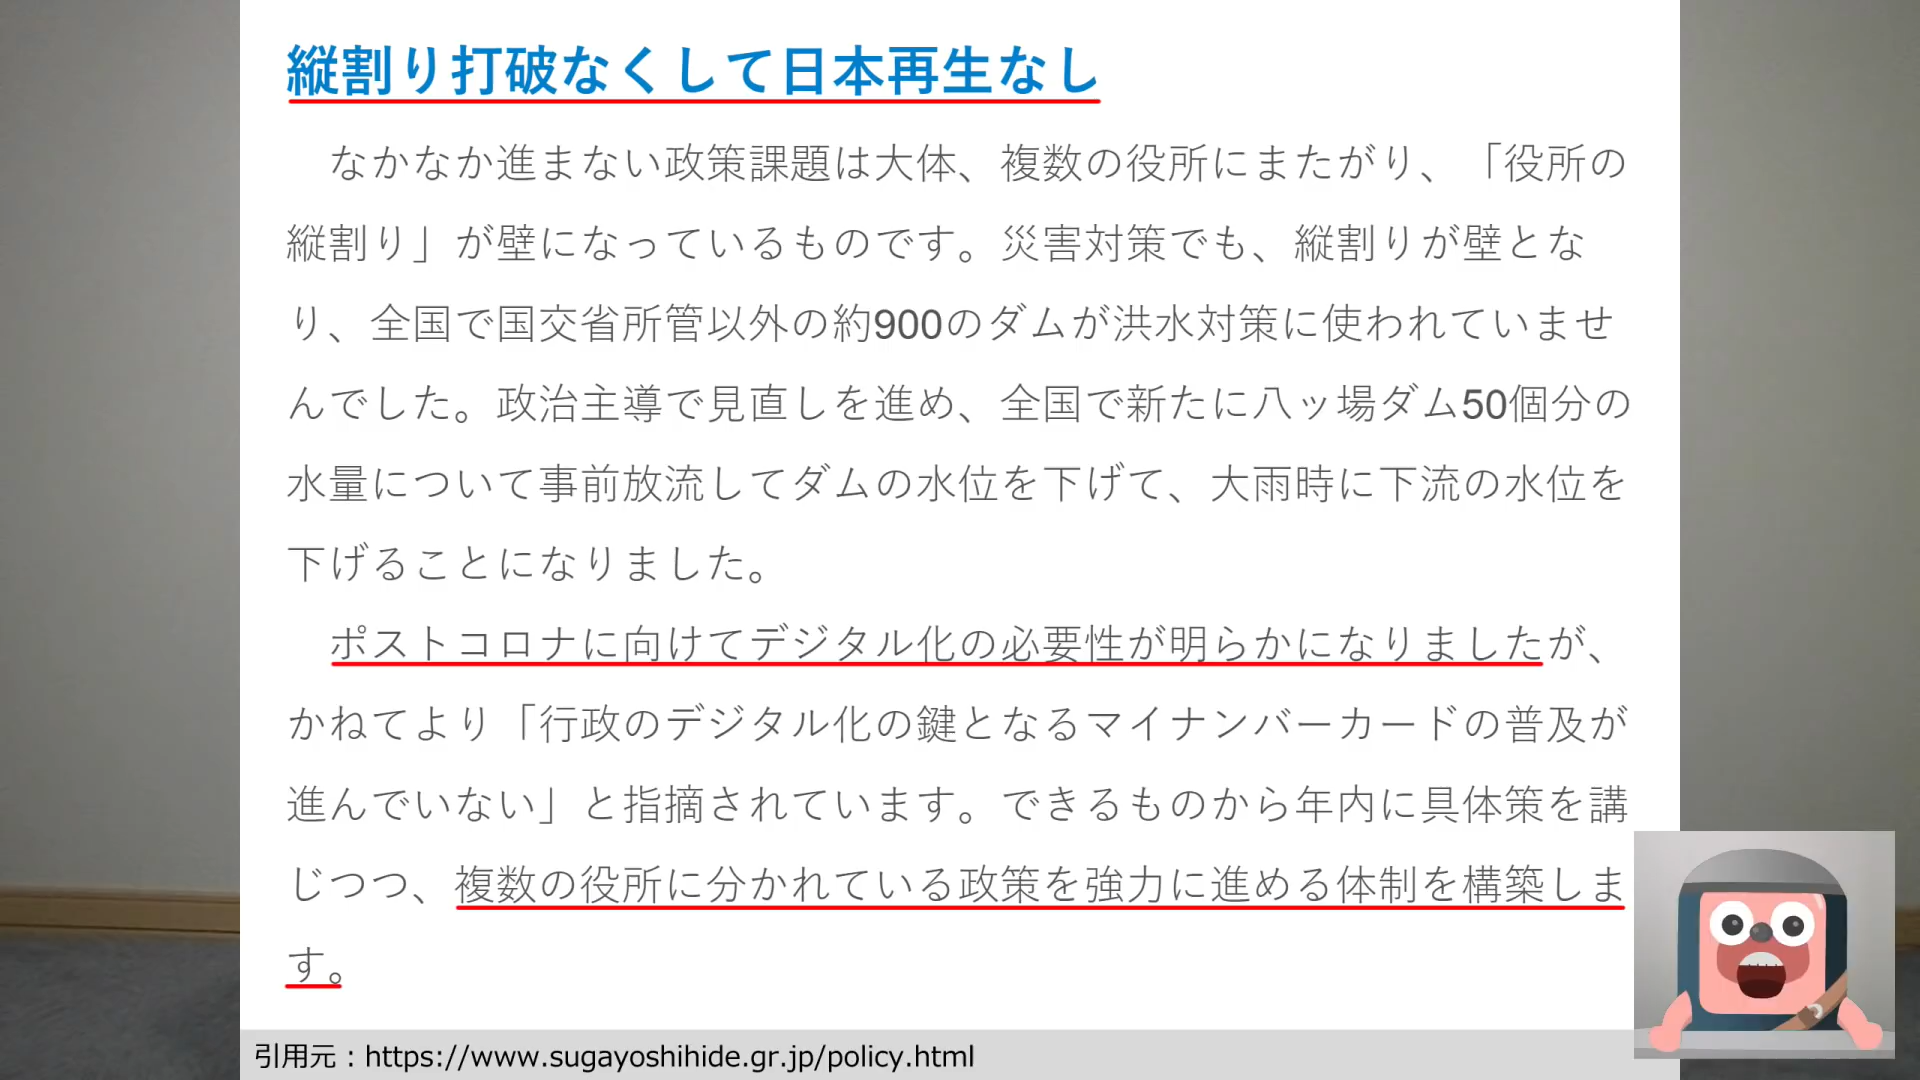 縦割り打破なくして日本再生なし
なかなか進まない政策課題は大体、複数の役所にまたがり、「役所の
縦割り」が壁になっているものです。災害対策でも、縦割りが壁とな
り、全国で国交省所管以外の約900のダムが洪水対策に使われていませ
んでした。政治主導で見直しを進め、全国で新たに八ッ場ダム50個分の
水量について事前放流してダムの水位を下げて、大雨時に下流の水位を
下げることになりました。
ポストコロナに向けてデジタル化の必要性が明らかになりましたが、
かねてより「行政のデジタル化の鍵となるマイナンバーカードの普及が
進んでいない」と指摘されています。できるものから年内に具体策を講
じつつ、複数の役所に分かれている政策を強力に進める体制を構築しま
す。
引用元：https://www.sugayoshihide.gr.jp/policy.html